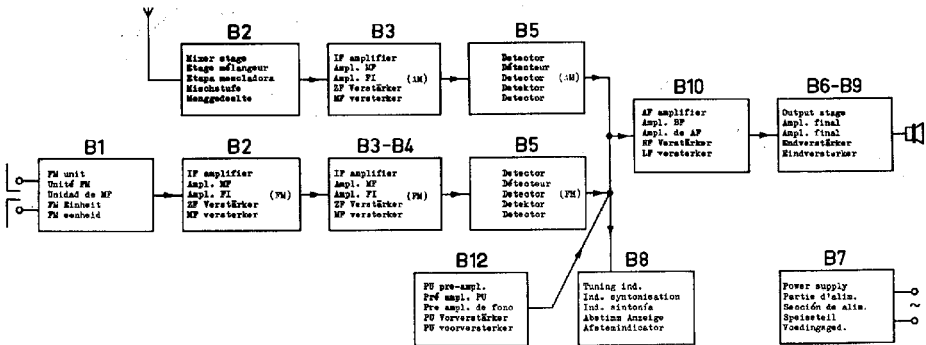 B2
Mixer stage
Etage mélangeur
Etapa mescladora
Mischstufe
Menggedeelte
B3
IF amplifier
Ampl. MF
Ampl. FI (AM)
ZF Verstärker
MF versterker
B5
Detector
Détecteur
Detector (AM)
Detektor
Detector
B10
AF amplifier
Ampl. BF
Ampl. de AF
NF Verstärker
LF versterker
B6-B9
Output stage
Ampl. final
Ampl. final
Endverstärker
Eindversterker
B1
FM unit
Unité FM
Unidad de MF
FM Einheit
FM eenheid
B2
IF amplifier
Ampl. MF
Ampl. FI (FM)
ZF Verstärker
MF versterker
B3-B4
IF amplifier
Ampl. MF
Ampl. FI (FM)
ZF Verstärker
MF versterker
B5
Detector
Détecteur
Detector (FM)
Detektor
Detector
B12
PU pre-ampl.
Pré ampl. PU
Pre ampl. de fono
PU Vorverstärker
PU voorversterker
B8
Tuning ind.
Ind. syntonisation
Ind. sintonía
Abstimm Anzeige
Afstemindicator
B7
Power supply
Partie d'alim.
Sección de alim.
Speiseteil
Voedingsged.
~